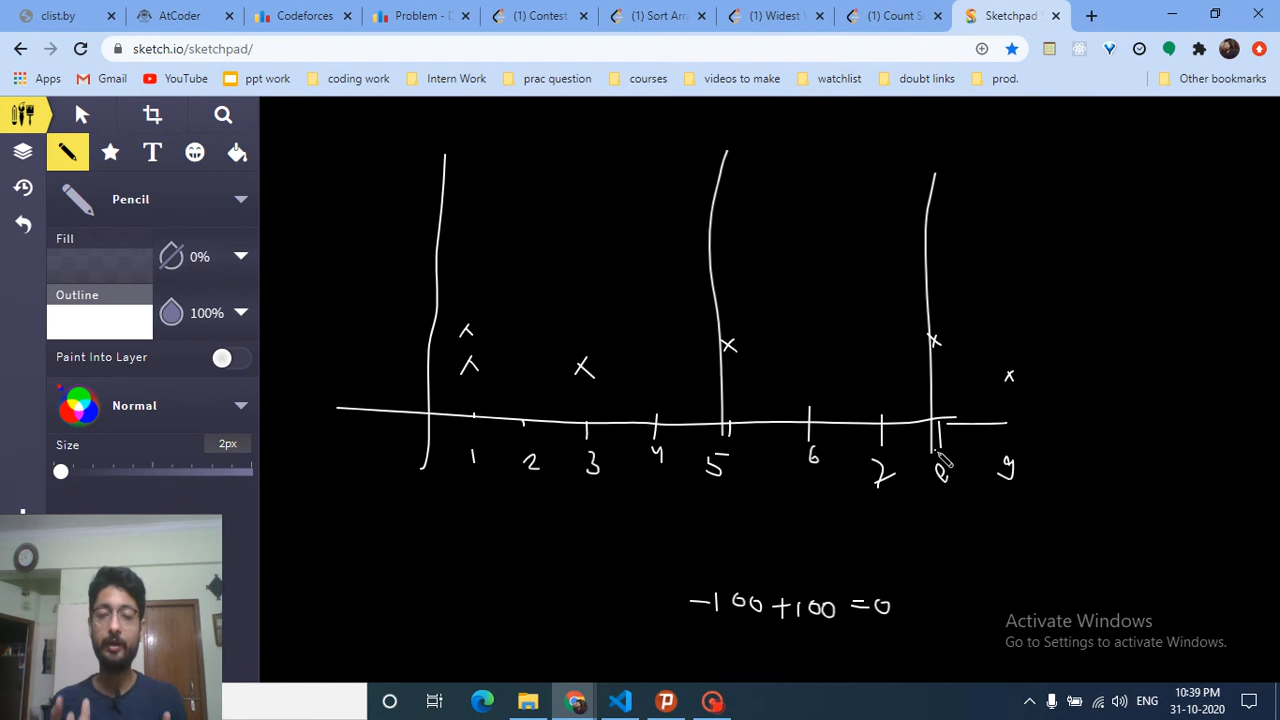 clist.by
AtCoder
Codeforces
Problem - D
(1) Contest
(1) Sort Arra
(1) Widest V
(1) Count Su
Sketchpad
sketch.io/sketchpad/
Apps
Gmail
YouTube
ppt work
coding work
Intern Work
prac question
courses
videos to make
watchlist
doubt links
prod.
Other bookmarks
Pencil
Fill
0%
Outline
100%
Paint Into Layer
Normal
Size
2px
1 2 3 4 5 6 7 8 9
-100+100=0
Activate Windows
Go to Settings to activate Windows.
ENG
10:39 PM
31-10-2020